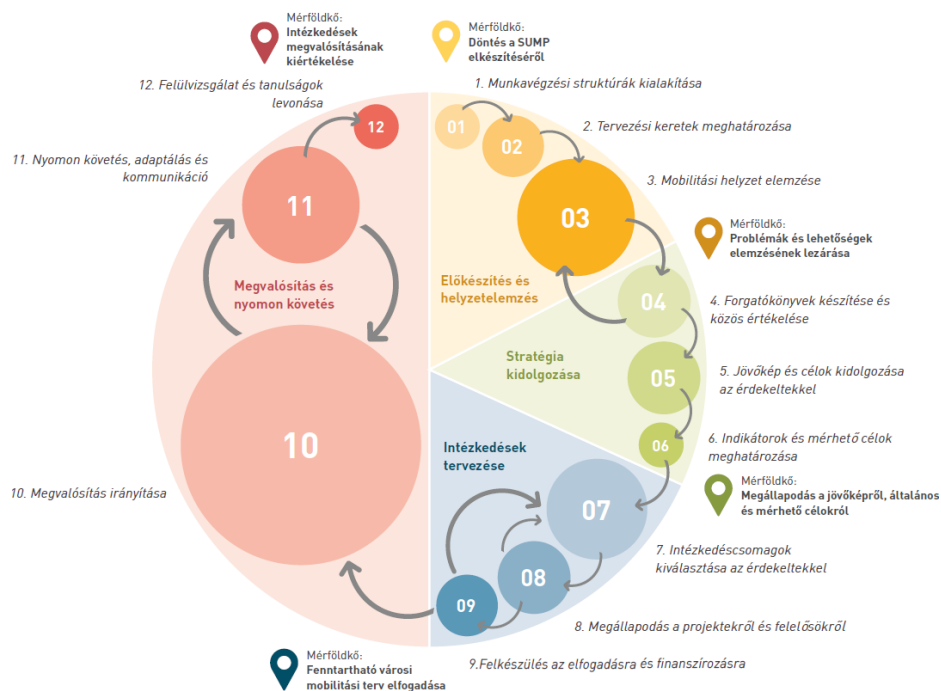 Mérföldkő:
Intézkedések
megvalósításának
kiértékelése
Mérföldkő:
Döntés a SUMP
elkészítéséről
12. Felülvizsgálat és tanulságok
levonása
1. Munkavégzési struktúrák kialakítása
12
01
02
2. Tervezési keretek meghatározása
11. Nyomon követés, adaptálás és
kommunikáció
3. Mobilitási helyzet elemzése
11
03
Mérföldkő:
Problémák és lehetőségek
elemzésének lezárása
Megvalósítás és
nyomon követés
Előkészítés és
helyzetelemzés
04
4. Forgatókönyvek készítése és
közös értékelése
Stratégia
kidolgozása
05
5. Jövőkép és célok kidolgozása
az érdekeltekkel
10
Intézkedések
tervezése
06
6. Indikátorok és mérhető célok
meghatározása
10. Megvalósítás irányítása
Mérföldkő:
Megállapodás a jövőképről, általános
és mérhető célokról
07
7. Intézkedéscsomagok
kiválasztása az érdekeltekkel
08
09
8. Megállapodás a projektekről és felelősökről
Mérföldkő:
Fenntartható városi
mobilitási terv elfogadása
9.Felkészülés az elfogadásra és finanszírozásra